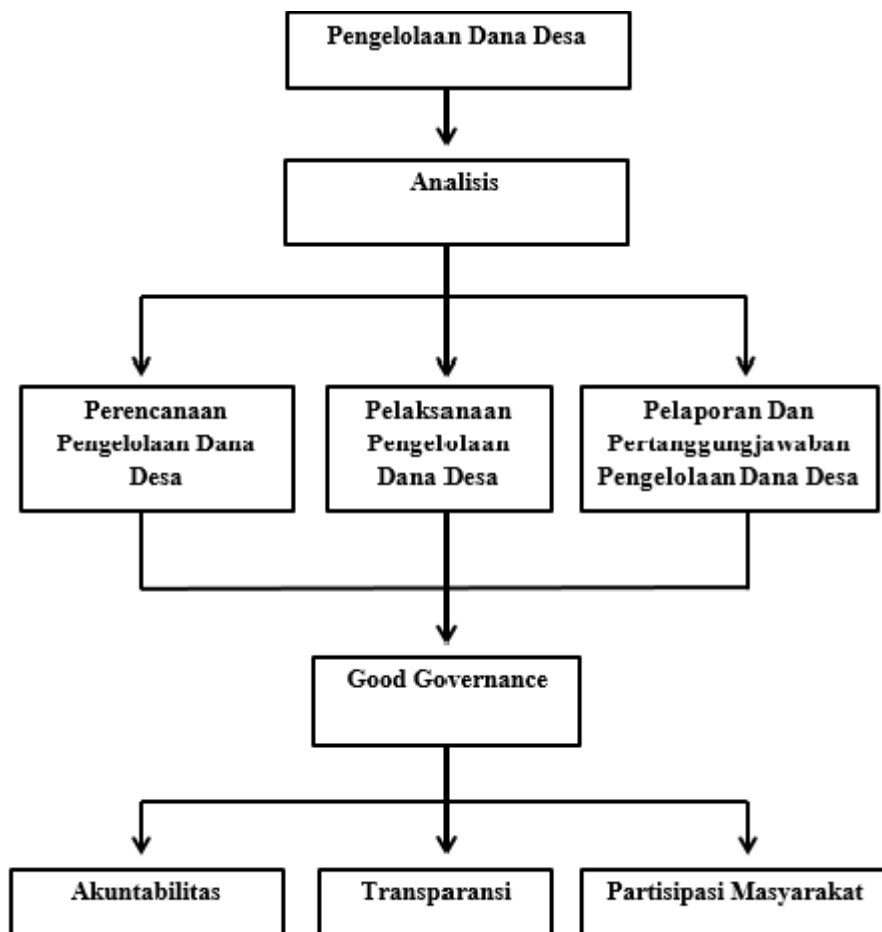 Pengelolaan Dana Desa
Analisis
Perencanaan
Pengelolaan Dana
Desa
Pelaksanaan
Pengelolaan
Dana Desa
Pelaporan Dan
Pertanggungjawaban
Pengelolaan Dana Desa
Good Governance
Akuntabilitas
Transparansi
Partisipasi Masyarakat